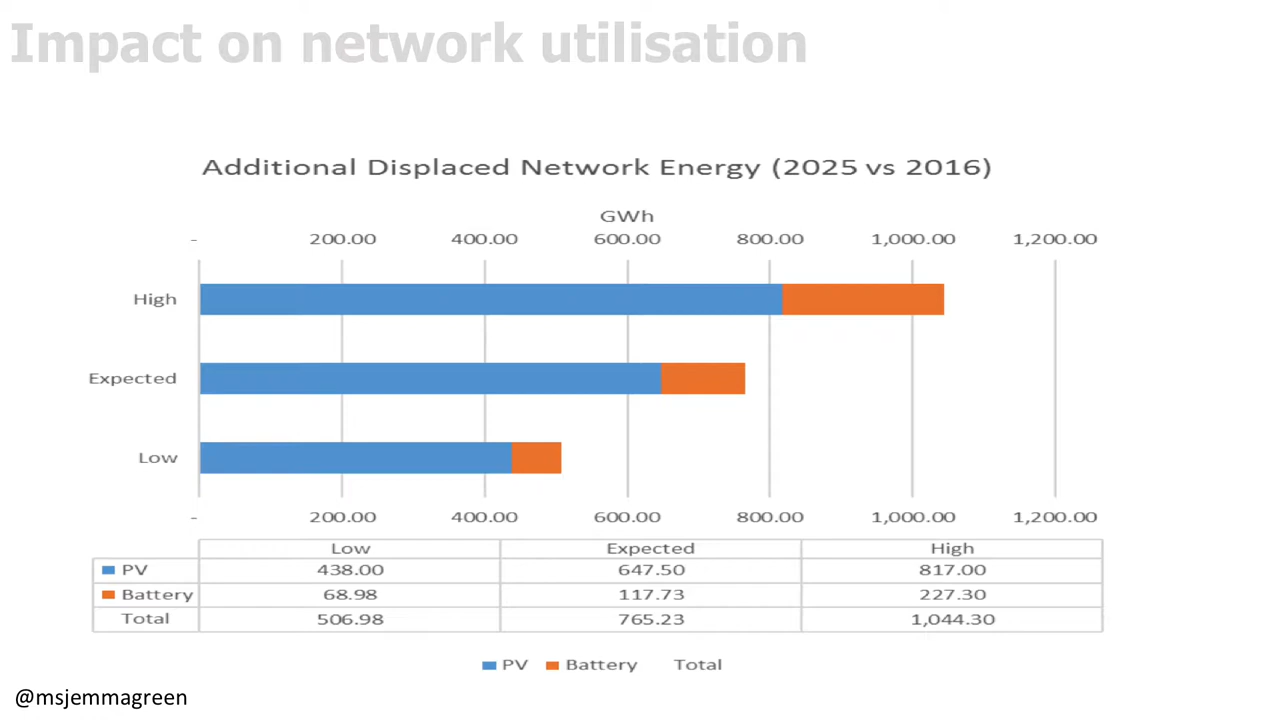 Impact on network utilisation
Additional Displaced Network Energy (2025 vs 2016)
GWh
- 200.00 400.00 600.00 800.00 1,000.00 1,200.00
High
Expected
Low
- 200.00 400.00 600.00 800.00 1,000.00 1,200.00
Low Expected High
PV 438.00 647.50 817.00
Battery 68.98 117.73 227.30
Total 506.98 765.23 1,044.30
PV Battery Total
@msjemmagreen